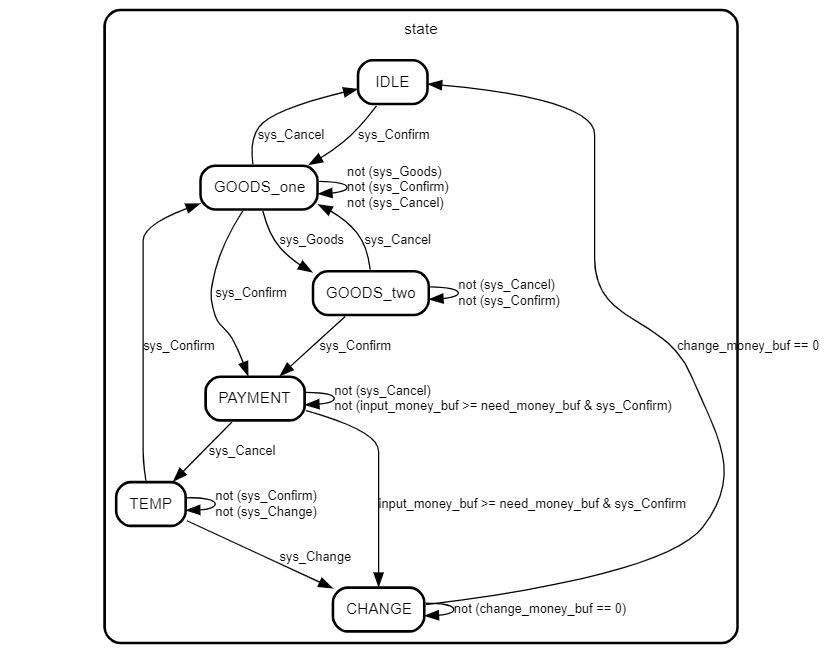 state
IDLE
sys_Cancel
sys_Confirm
GOODS_one
not (sys_Goods)
not (sys_Confirm)
not (sys_Cancel)
sys_Goods
sys_Cancel
GOODS_two
not (sys_Cancel)
not (sys_Confirm)
sys_Confirm
sys_Confirm
sys_Confirm
change_money_buf == 0
PAYMENT
not (sys_Cancel)
not (input_money_buf >= need_money_buf & sys_Confirm)
sys_Cancel
TEMP
not (sys_Confirm)
not (sys_Change)
input_money_buf >= need_money_buf & sys_Confirm
sys_Change
CHANGE
not (change_money_buf == 0)